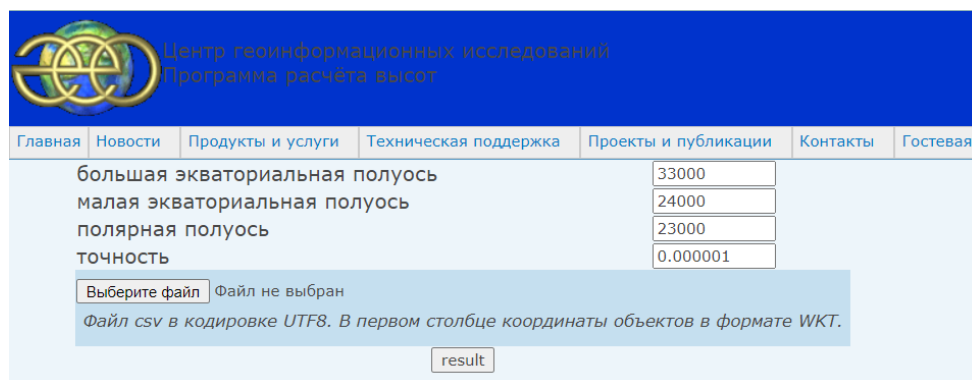 Центр геоинформационных исследований
Программа расчёта высот
Главная Новости Продукты и услуги Техническая поддержка Проекты и публикации Контакты Гостевая
большая экваториальная полуось 33000
малая экваториальная полуось 24000
полярная полуось 23000
точность 0.000001
Выберите файл Файл не выбран
Файл csv в кодировке UTF8. В первом столбце координаты объектов в формате WKT.
result